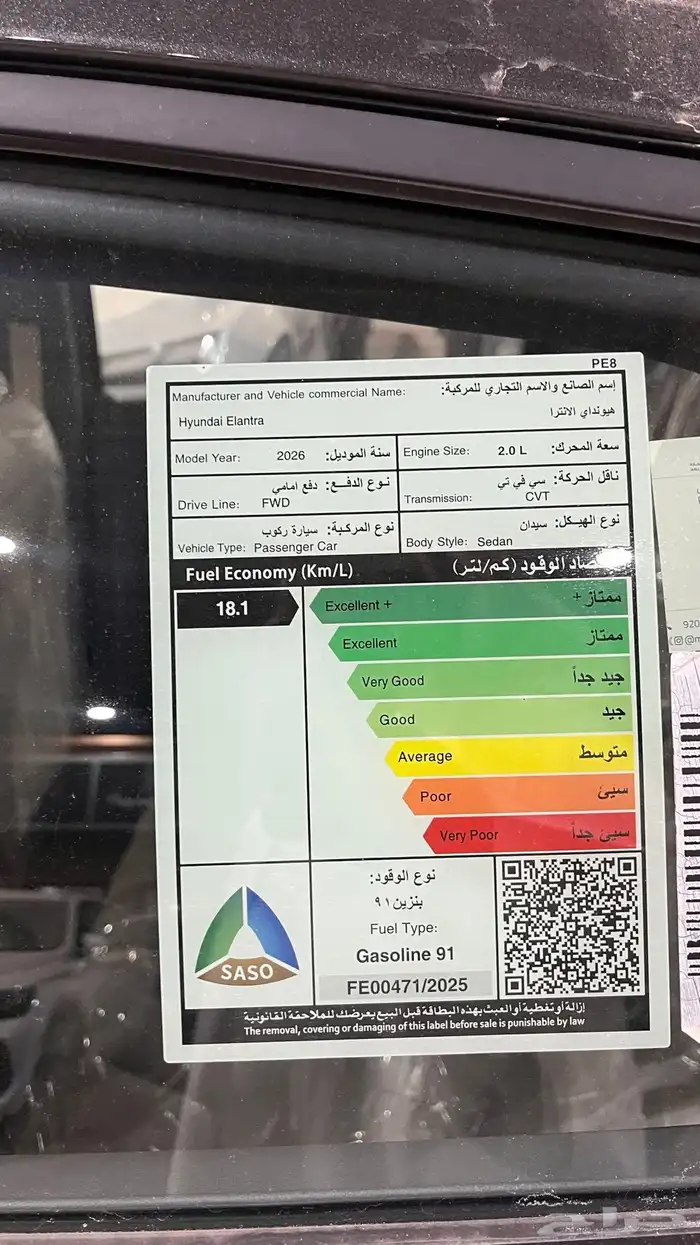 PE8
Manufacturer and Vehicle commercial Name: إسم الصانع والاسم التجاري للمركبة:
Hyundai Elantra هيونداي الانترا
Model Year: 2026 سنة الموديل:
Engine Size: 2.0 L سعة المحرك:
نوع الدفع: دفع امامي
Drive Line: FWD
ناقل الحركة: سي في تي
Transmission: CVT
نوع المركبة: سيارة ركوب
Vehicle Type: Passenger Car
نوع الهيكل: سيدان
Body Style: Sedan
Fuel Economy (Km/L) الوقود (كم/لتر)
18.1
Excellent + ممتاز +
Excellent ممتاز
Very Good جيد جداً
Good جيد
Average متوسط
Poor سيئ
Very Poor سيئ جداً
نوع الوقود:
بنزين ٩١
Fuel Type:
Gasoline 91
FE00471/2025
SASO
إزالة أو تغطية أو العبث بهذه البطاقة قبل البيع يعرضك للملاحقة القانونية
The removal, covering or damaging of this label before sale is punishable by law
920
حراج